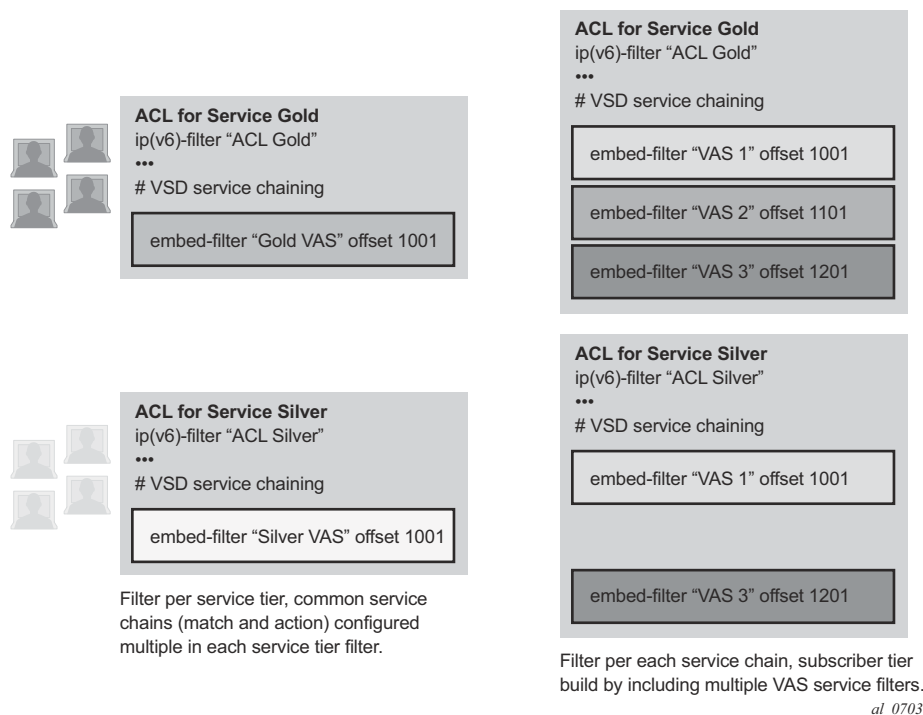 ACL for Service Gold
ip(v6)-filter “ACL Gold”
•••
# VSD service chaining
embed-filter “Gold VAS” offset 1001
ACL for Service Silver
ip(v6)-filter “ACL Silver”
•••
# VSD service chaining
embed-filter “Silver VAS” offset 1001
Filter per service tier, common service
chains (match and action) configured
multiple in each service tier filter.
ACL for Service Gold
ip(v6)-filter “ACL Gold”
•••
# VSD service chaining
embed-filter “VAS 1” offset 1001
embed-filter “VAS 2” offset 1101
embed-filter “VAS 3” offset 1201
ACL for Service Silver
ip(v6)-filter “ACL Silver”
•••
# VSD service chaining
embed-filter “VAS 1” offset 1001
embed-filter “VAS 3” offset 1201
Filter per each service chain, subscriber tier
build by including multiple VAS service filters.
al_0703